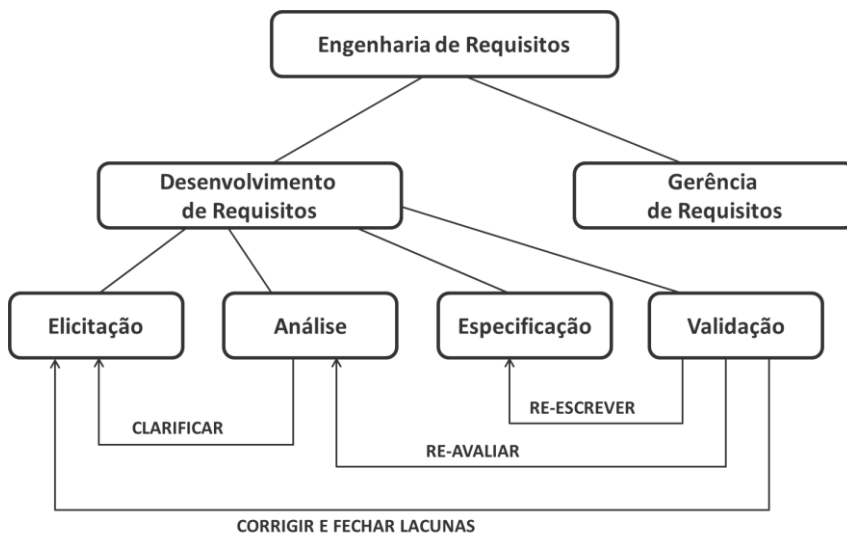 Engenharia de Requisitos
Desenvolvimento
de Requisitos
Gerência
de Requisitos
Elicitação
Análise
Especificação
Validação
RE-ESCREVER
CLARIFICAR
RE-AVALIAR
CORRIGIR E FECHAR LACUNAS